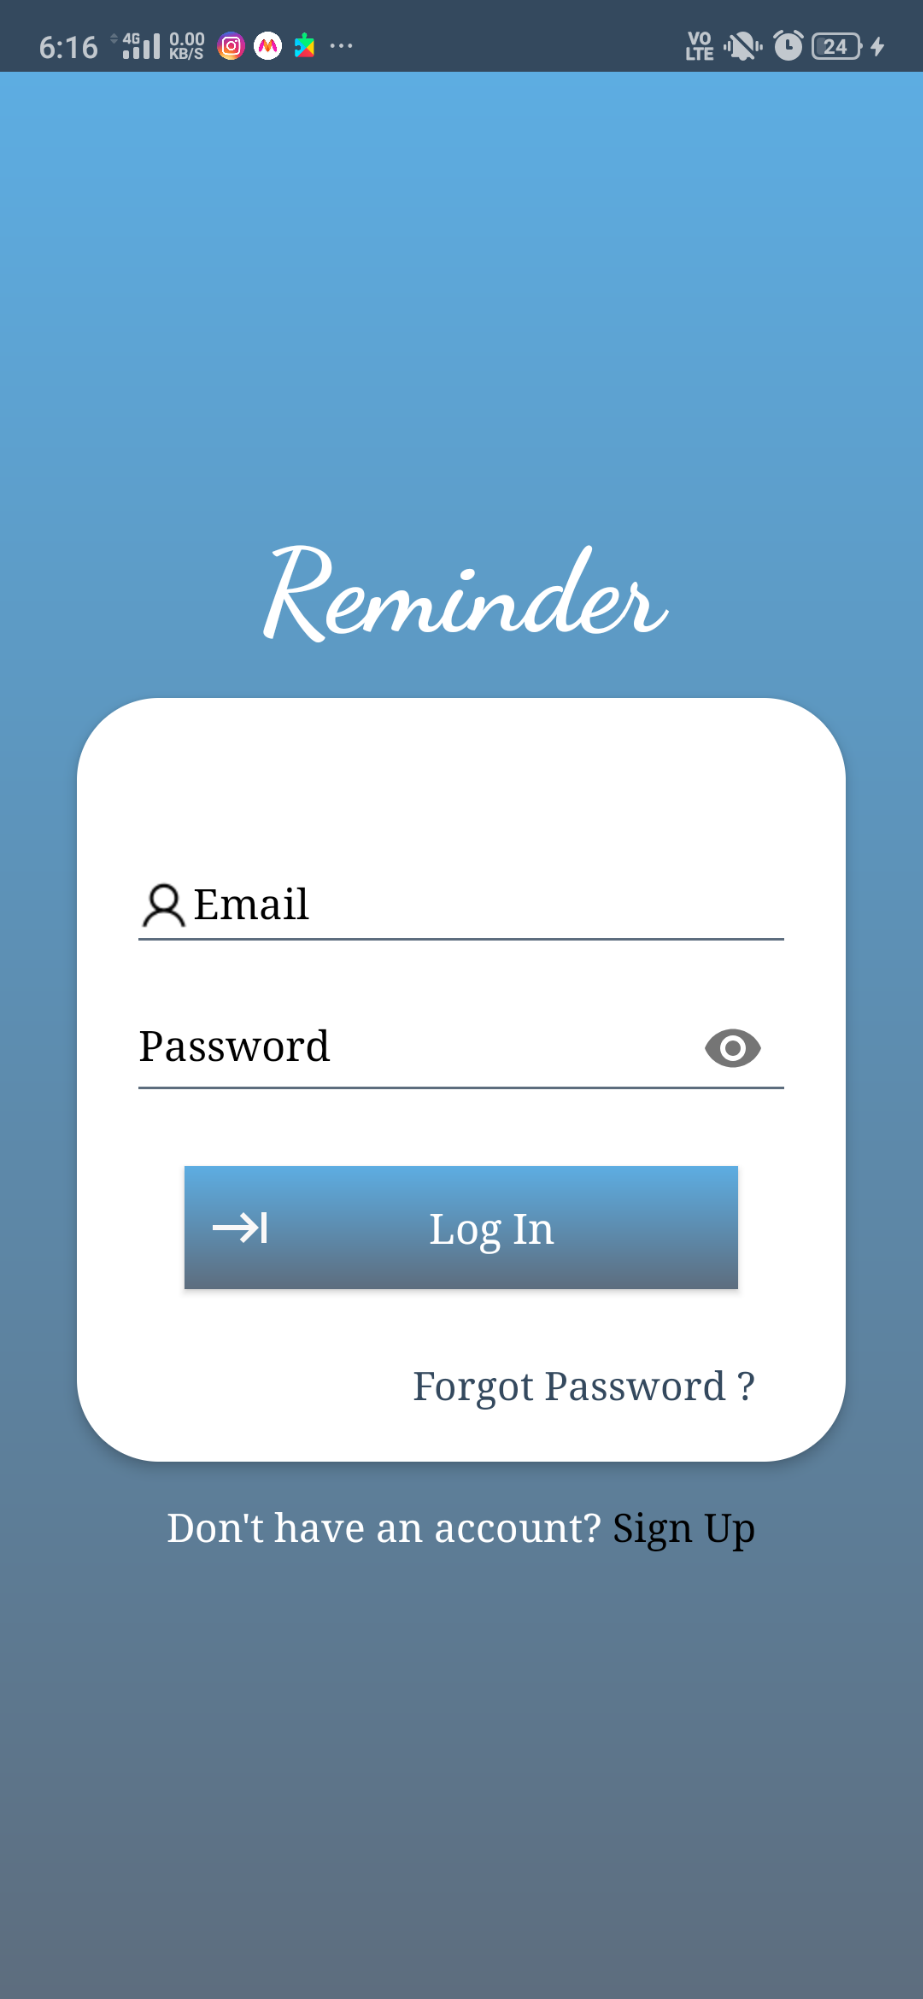 6:16 4G 0.00 KB/S VO LTE 24
Reminder
Email
Password
Log In
Forgot Password ?
Don't have an account? Sign Up